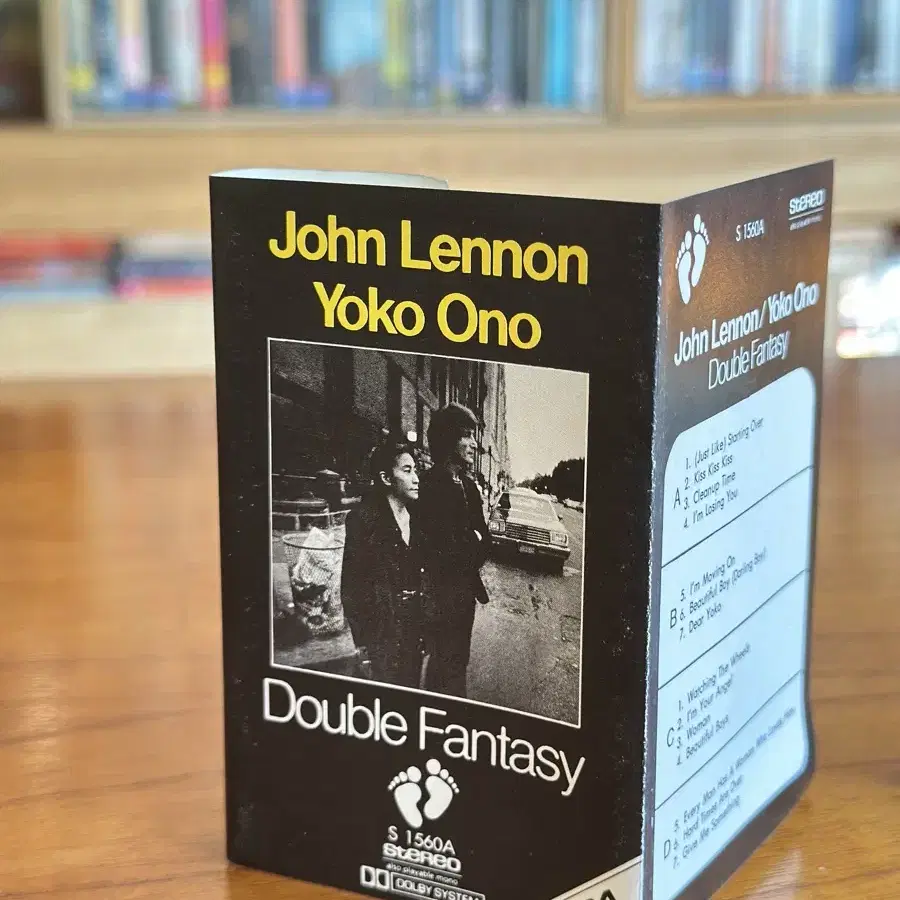 John Lennon
Yoko Ono
Double Fantasy
S 1560A
STEREO
also playable mono
DOLBY SYSTEM
S 1560A
STEREO
John Lennon/Yoko Ono
Double Fantasy
A
1. (Just Like) Starting Over
2. Kiss Kiss Kiss
3. Cleanup Time
4. I'm Losing You
B
5. I'm Moving On
6. Beautiful Boy (Darling Boy)
7. Dear Yoko
C
1. Watching The Wheels
2. I'm Your Angel
3. Woman
4. Beautiful Boys
D
5. Every Man Has A Woman Who Loves Him
6. Hard Times Are Over
7. Give Me Something